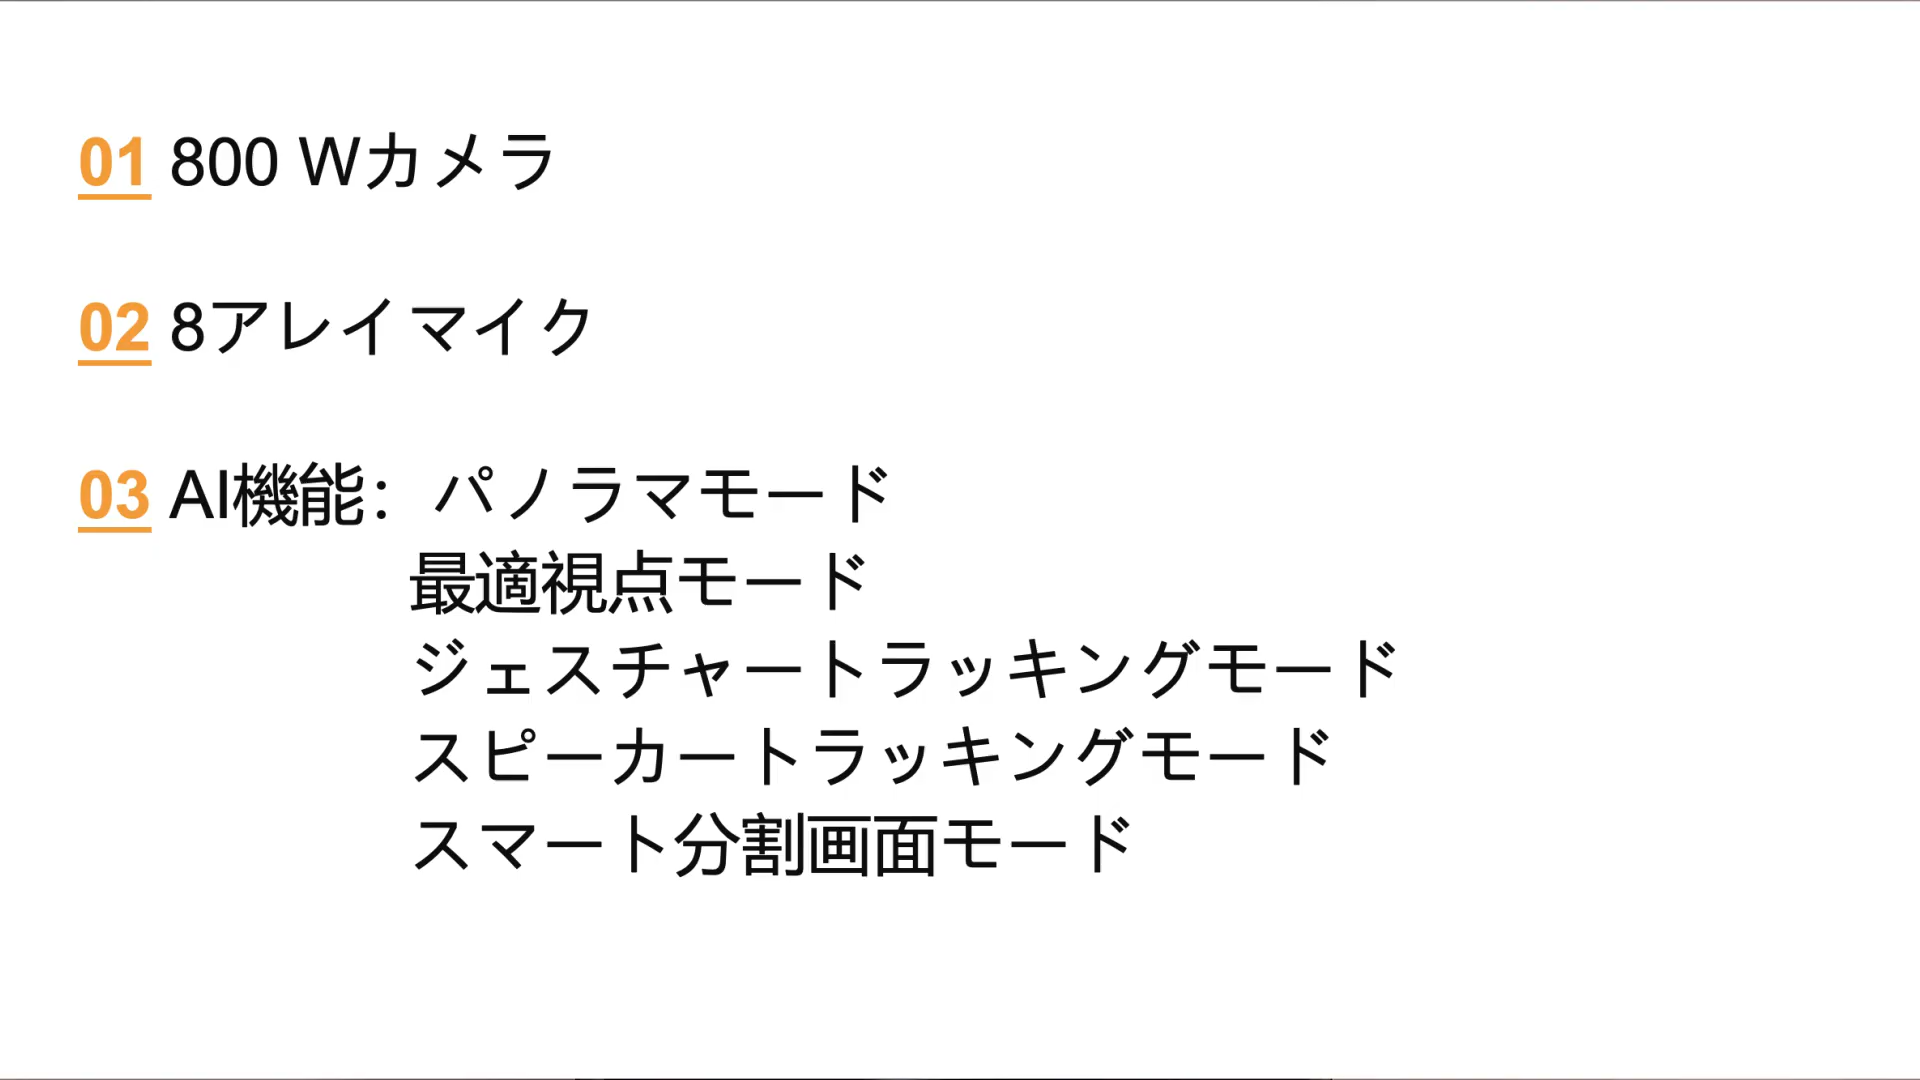 01 800 Wカメラ
02 8アレイマイク
03 AI機能： パノラマモード
最適視点モード
ジェスチャートラッキングモード
スピーカートラッキングモード
スマート分割画面モード